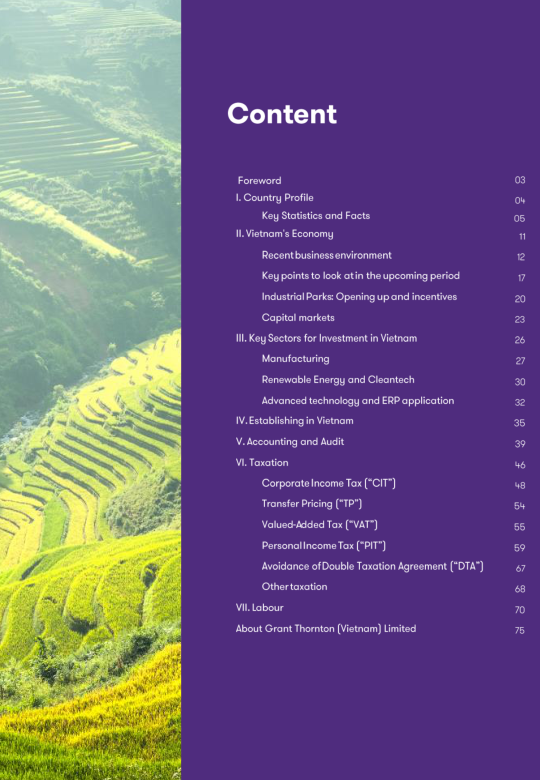 Content
Foreword 03
I. Country Profile 04
Key Statistics and Facts 05
II. Vietnam's Economy 11
Recent business environment 12
Key points to look at in the upcoming period 17
Industrial Parks: Opening up and incentives 20
Capital markets 23
III. Key Sectors for Investment in Vietnam 26
Manufacturing 27
Renewable Energy and Cleantech 30
Advanced technology and ERP application 32
IV. Establishing in Vietnam 35
V. Accounting and Audit 39
VI. Taxation 46
Corporate Income Tax ("CIT") 48
Transfer Pricing ("TP") 54
Valued-Added Tax ("VAT") 55
Personal Income Tax ("PIT") 59
Avoidance of Double Taxation Agreement ("DTA") 67
Other taxation 68
VII. Labour 70
About Grant Thornton (Vietnam) Limited 75